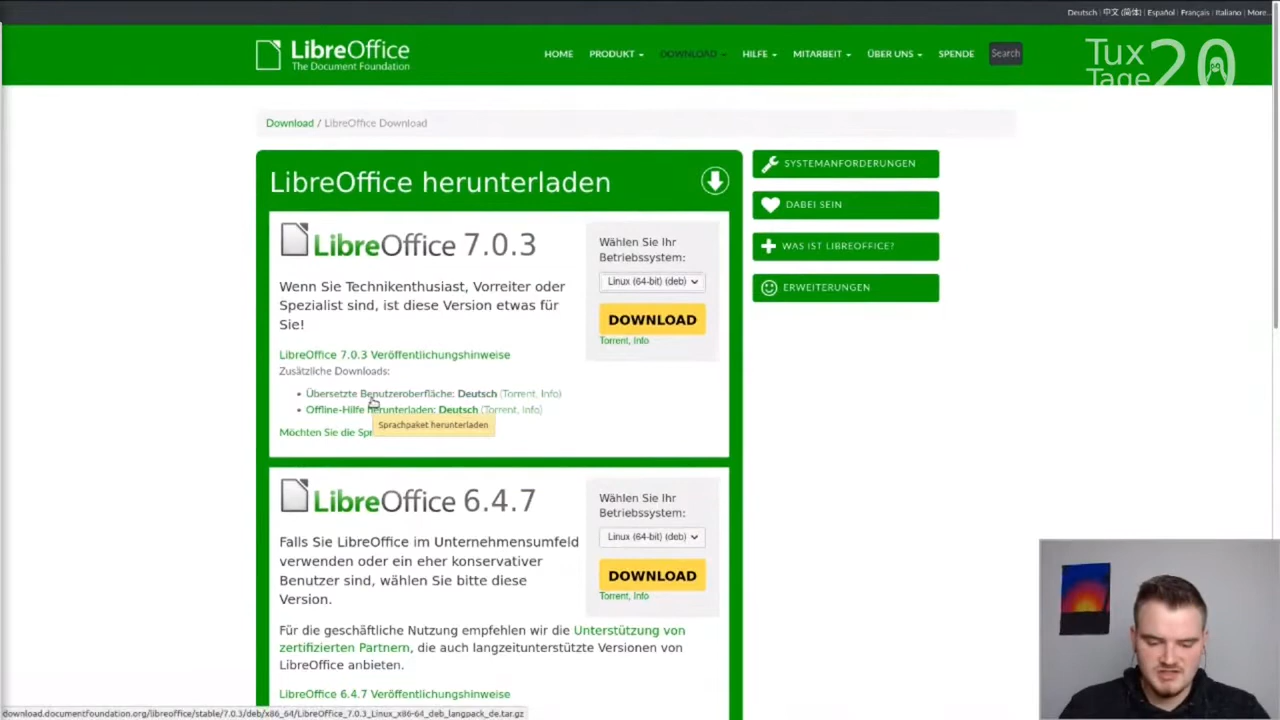 Deutsch | 中文 (简体) | Español | Français | Italiano | More...
LibreOffice
The Document Foundation
HOME PRODUKT DOWNLOAD HILFE MITARBEIT ÜBER UNS SPENDE Search
Tux
Tage
20
Download / LibreOffice Download
LibreOffice herunterladen
LibreOffice 7.0.3
Wenn Sie Technikenthusiast, Vorreiter oder
Spezialist sind, ist diese Version etwas für
Sie!
LibreOffice 7.0.3 Veröffentlichungshinweise
Zusätzliche Downloads:
• Übersetzte Benutzeroberfläche: Deutsch (Torrent, Info)
• Offline-Hilfe herunterladen: Deutsch (Torrent, Info)
Möchten Sie die Spr
Sprachpaket herunterladen
Wählen Sie Ihr
Betriebssystem:
Linux (64-bit) (deb)
DOWNLOAD
Torrent, Info
LibreOffice 6.4.7
Falls Sie LibreOffice im Unternehmensumfeld
verwenden oder ein eher konservativer
Benutzer sind, wählen Sie bitte diese
Version.
Für die geschäftliche Nutzung empfehlen wir die Unterstützung von
zertifizierten Partnern, die auch langzeitunterstützte Versionen von
LibreOffice anbieten.
LibreOffice 6.4.7 Veröffentlichungshinweise
Wählen Sie Ihr
Betriebssystem:
Linux (64-bit) (deb)
DOWNLOAD
Torrent, Info
SYSTEMANFORDERUNGEN
DABEI SEIN
WAS IST LIBREOFFICE?
ERWEITERUNGEN
download.documentfoundation.org/libreoffice/stable/7.0.3/deb/x86_64/LibreOffice_7.0.3_Linux_x86-64_deb_langpack_de.tar.gz